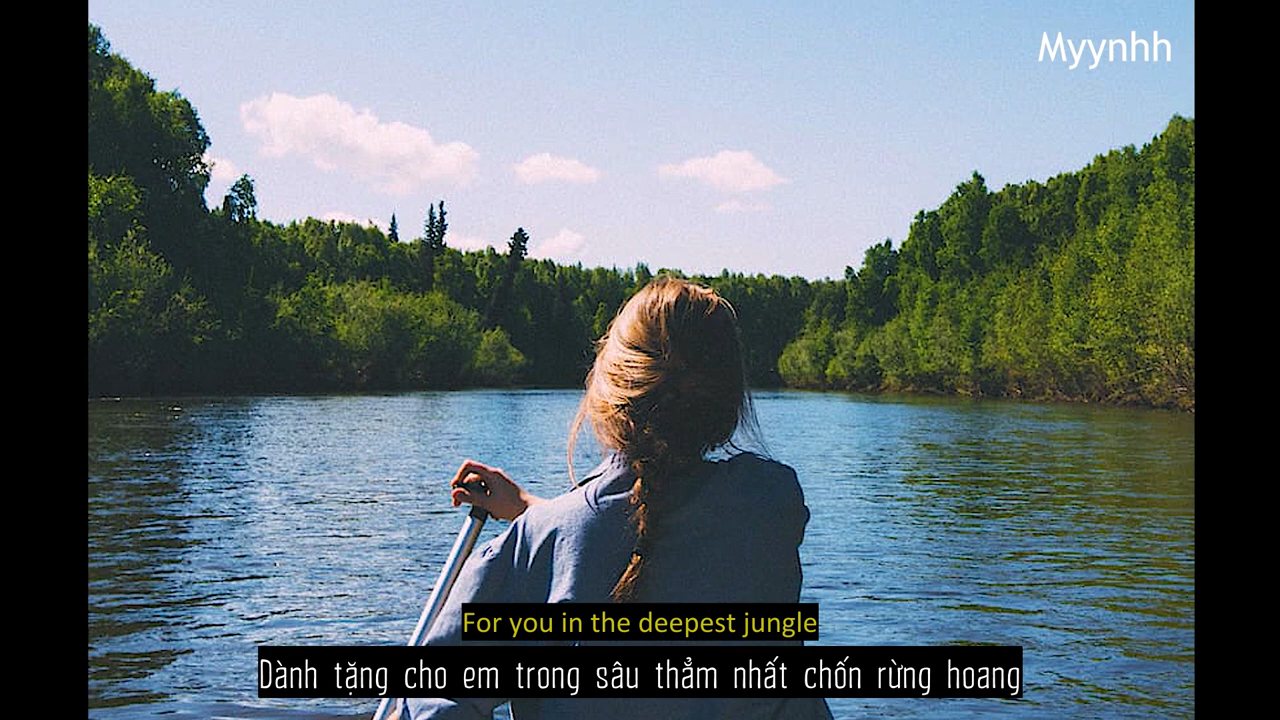 Myynhh
For you in the deepest jungle
Dành tặng cho em trong sâu thẳm nhất chốn rừng hoang